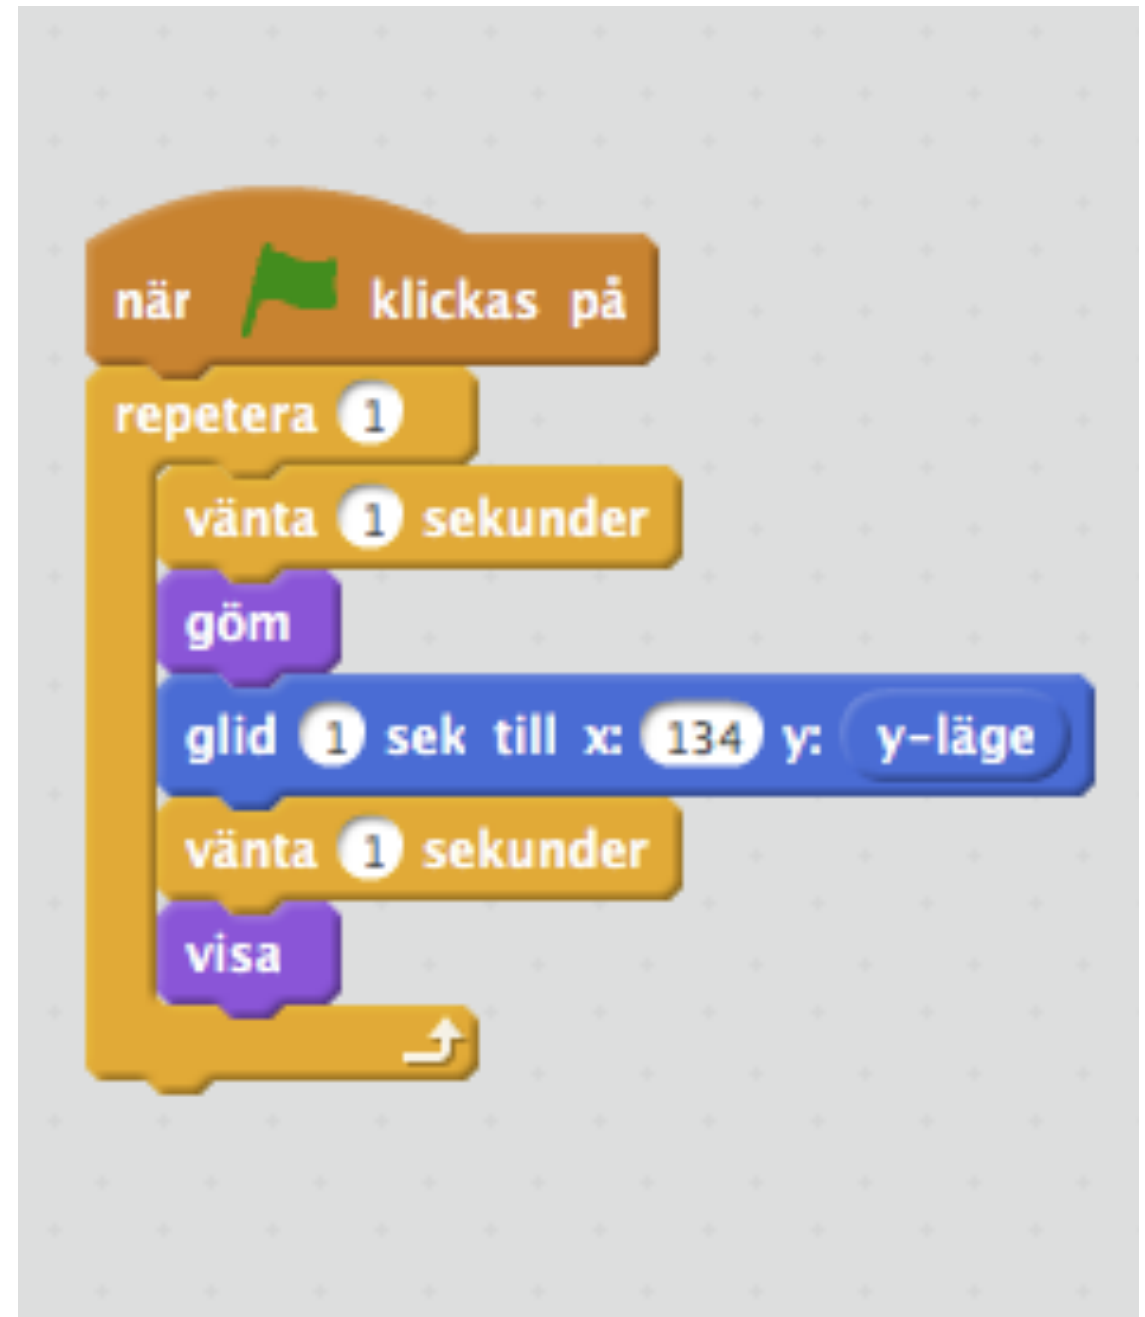 när klickas på
repetera 1
vänta 1 sekunder
göm
glid 1 sek till x: 134 y: y-läge
vänta 1 sekunder
visa